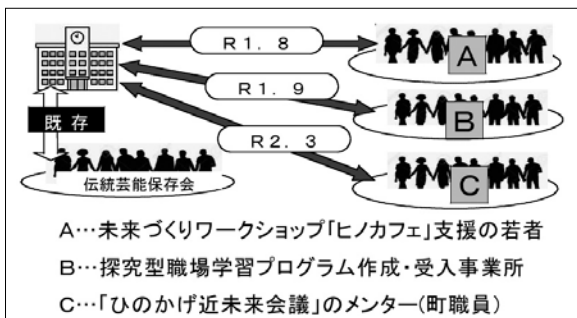 R1.8
A
R1.9
B
既存
R2.3
C
伝統芸能保存会
A…未来づくりワークショップ「ヒノカフェ」支援の若者
B…探究型職場学習プログラム作成・受入事業所
C…「ひのかげ近未来会議」のメンター(町職員)